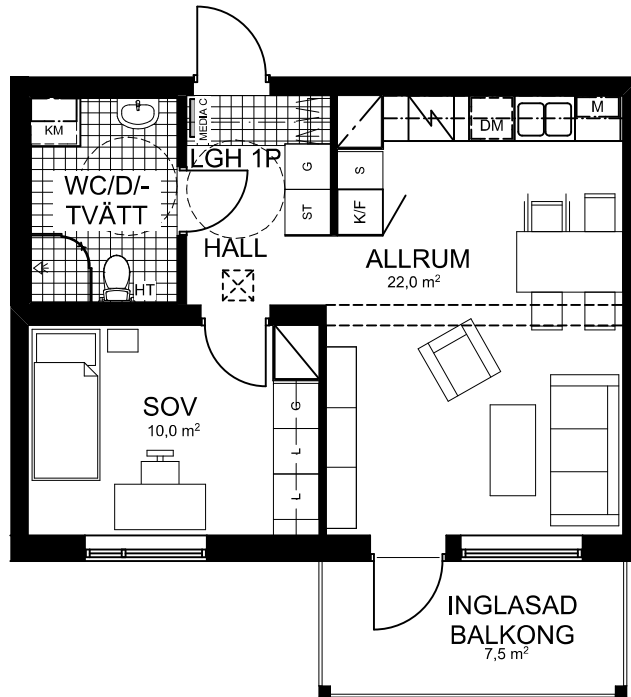 M
KM
MEDIA C
DM
LGH 1P
G
S
WC/D/-
TVÄTT
ST
K/F
HALL
ALLRUM
22,0 m²
HT
SOV
10,0 m²
G
L
L
INGLASAD
BALKONG
7,5 m²